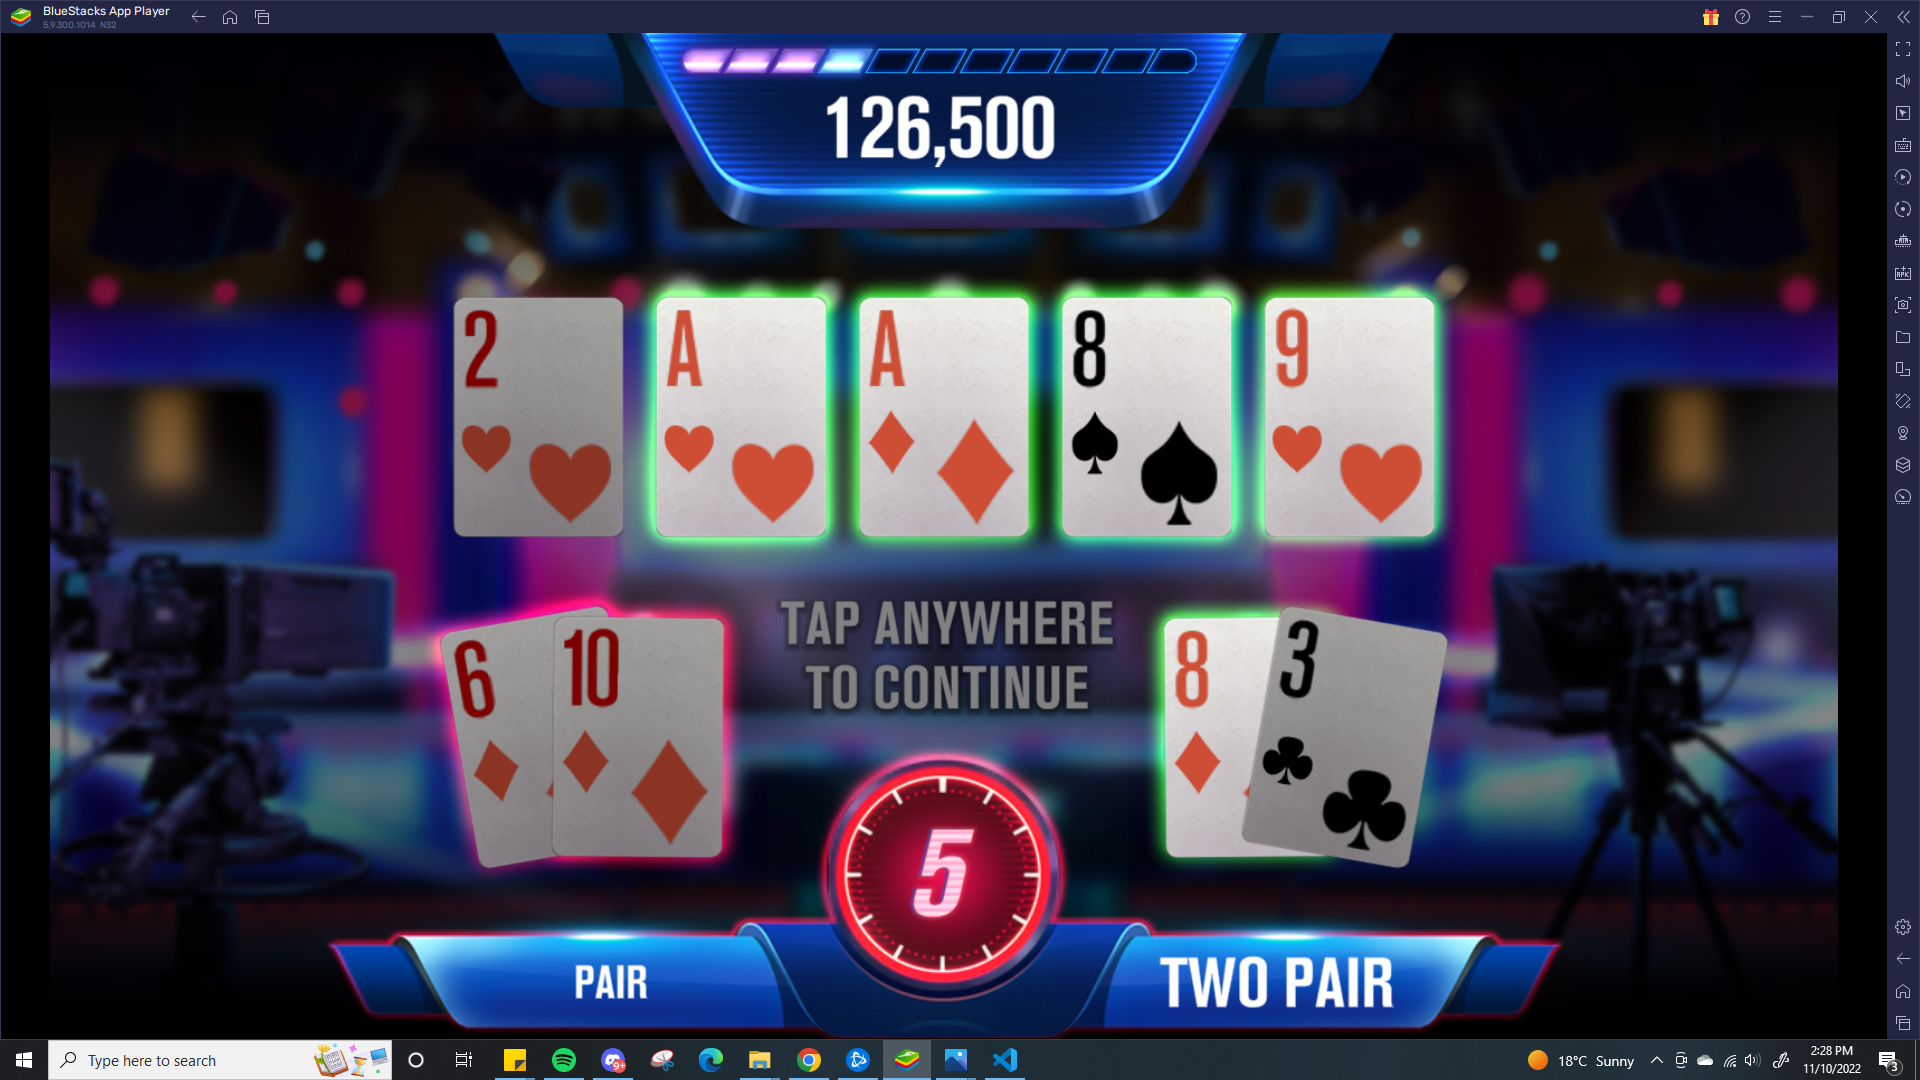 BlueStacks App Player
5.9.300.1014 N32
126,500
2
A
A
8
9
TAP ANYWHERE
TO CONTINUE
6
10
8
3
5
PAIR
TWO PAIR
Type here to search
9+
18°C Sunny
2:28 PM
11/10/2022
3